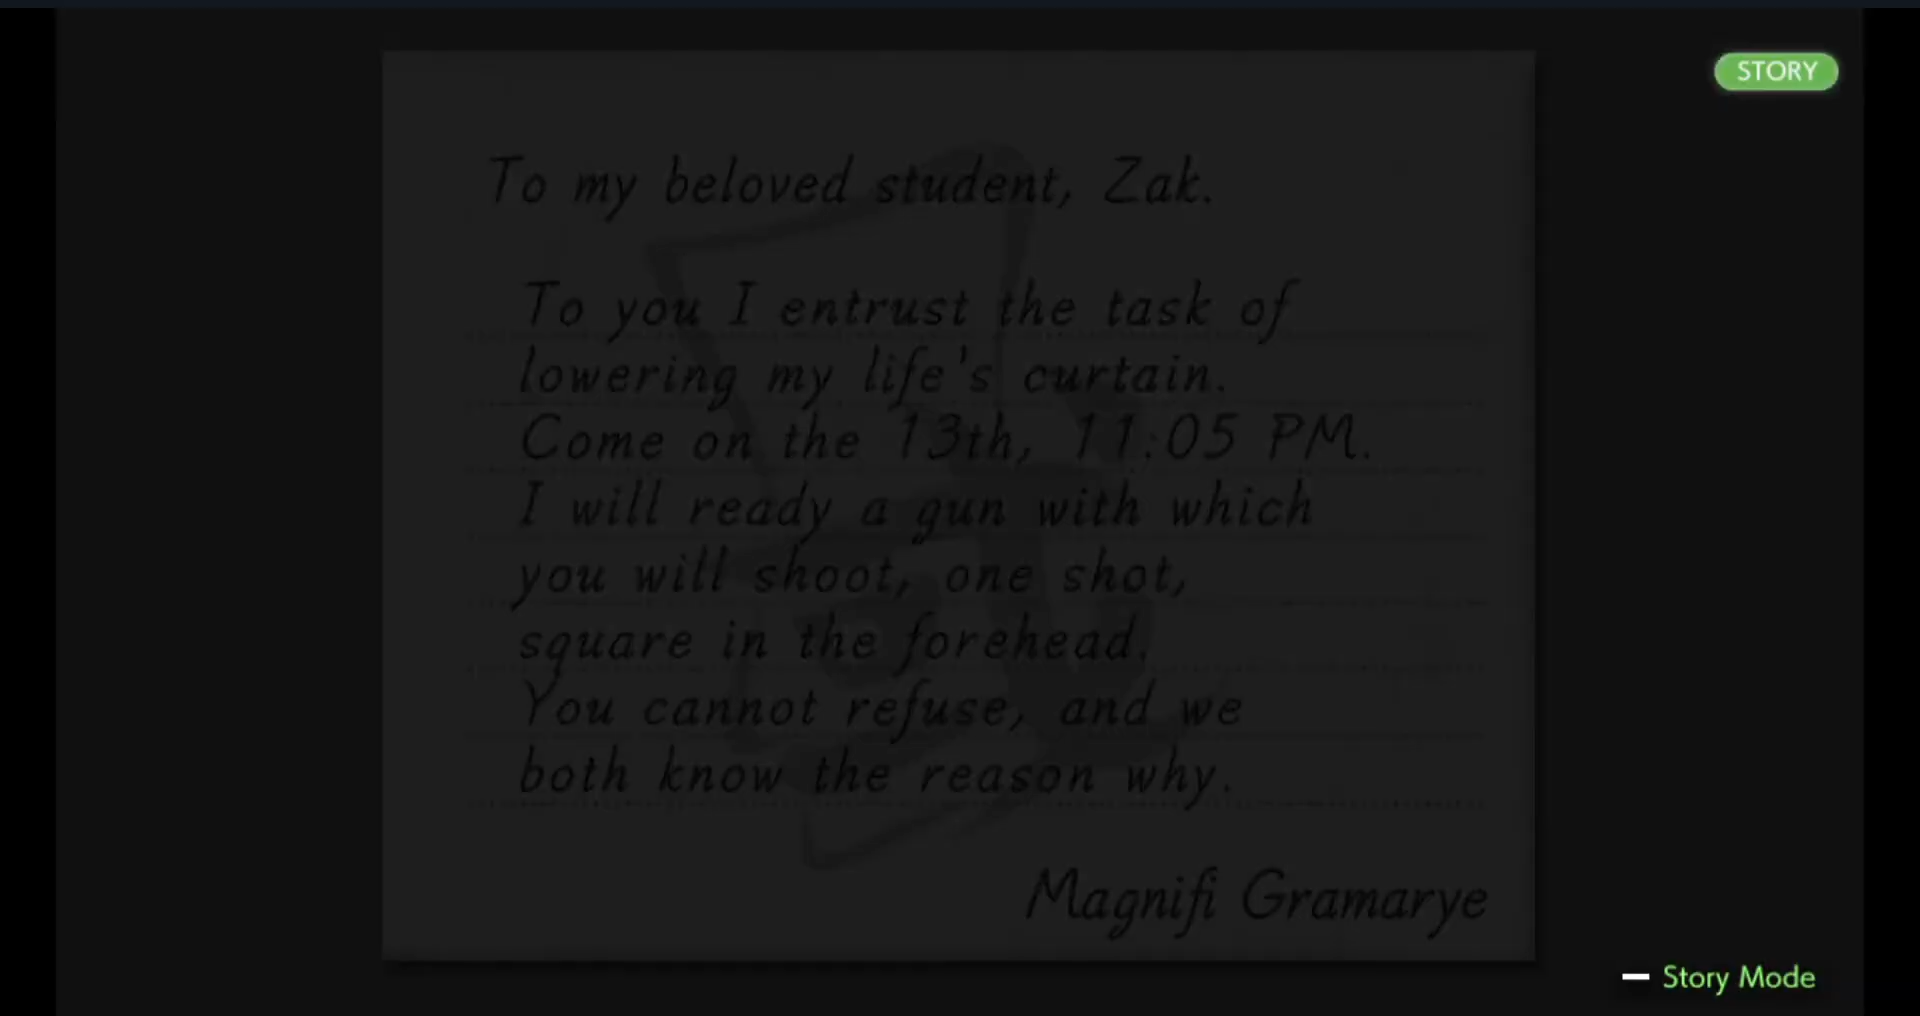 STORY
To my beloved student, Zak.
To you I entrust the task of
lowering my life's curtain.
Come on the 13th, 11:05 PM.
I will ready a gun with which
you will shoot, one shot,
square in the forehead.
You cannot refuse, and we
both know the reason why.
Magnifi Gramarye
Story Mode